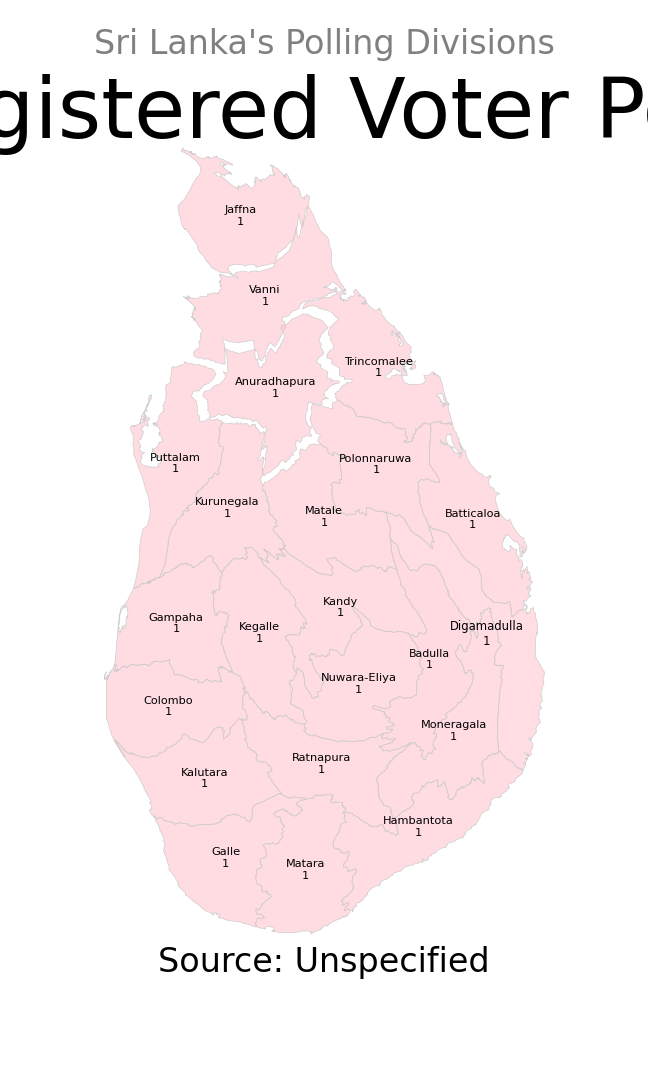 Sri Lanka's Polling Divisions
gistered Voter P
Jaffna
1
Vanni
1
Trincomalee
1
Anuradhapura
1
Puttalam
1
Polonnaruwa
1
Kurunegala
1
Matale
1
Batticaloa
1
Kandy
1
Gampaha
1
Kegalle
1
Digamadulla
1
Badulla
1
Nuwara-Eliya
1
Colombo
1
Moneragala
1
Ratnapura
1
Kalutara
1
Hambantota
1
Galle
1
Matara
1
Source: Unspecified